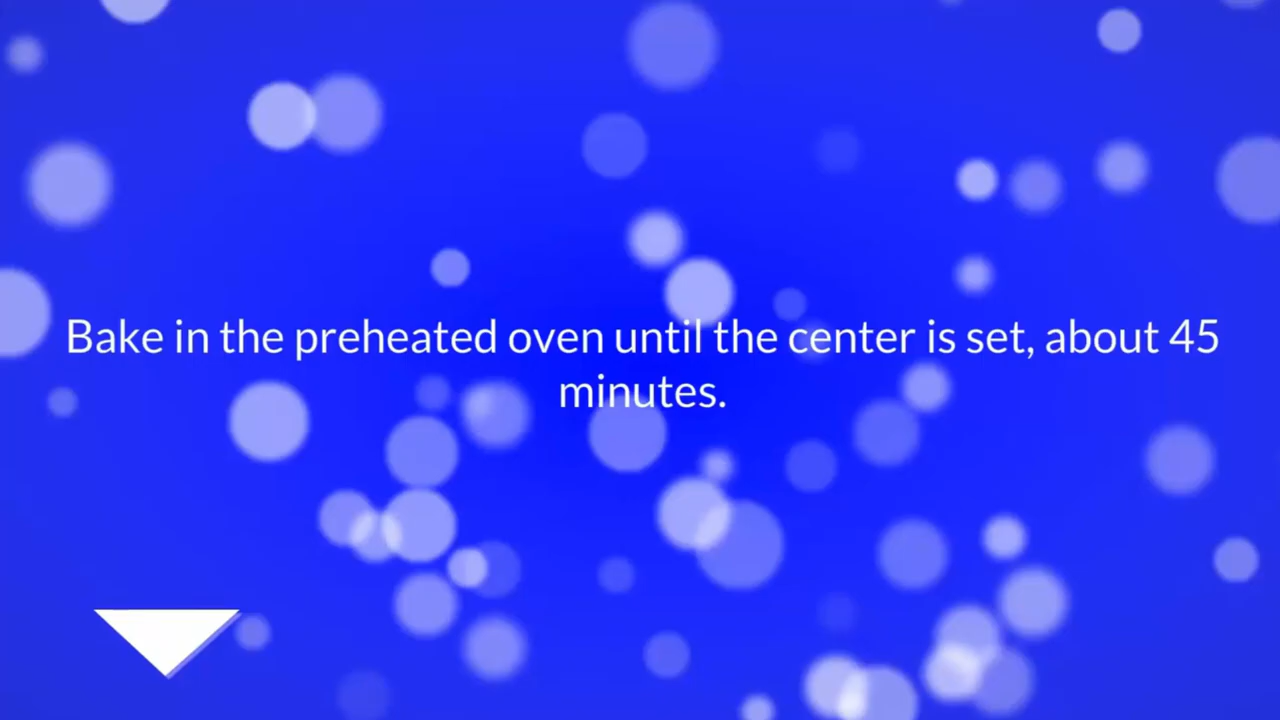 Bake in the preheated oven until the center is set, about 45
minutes.